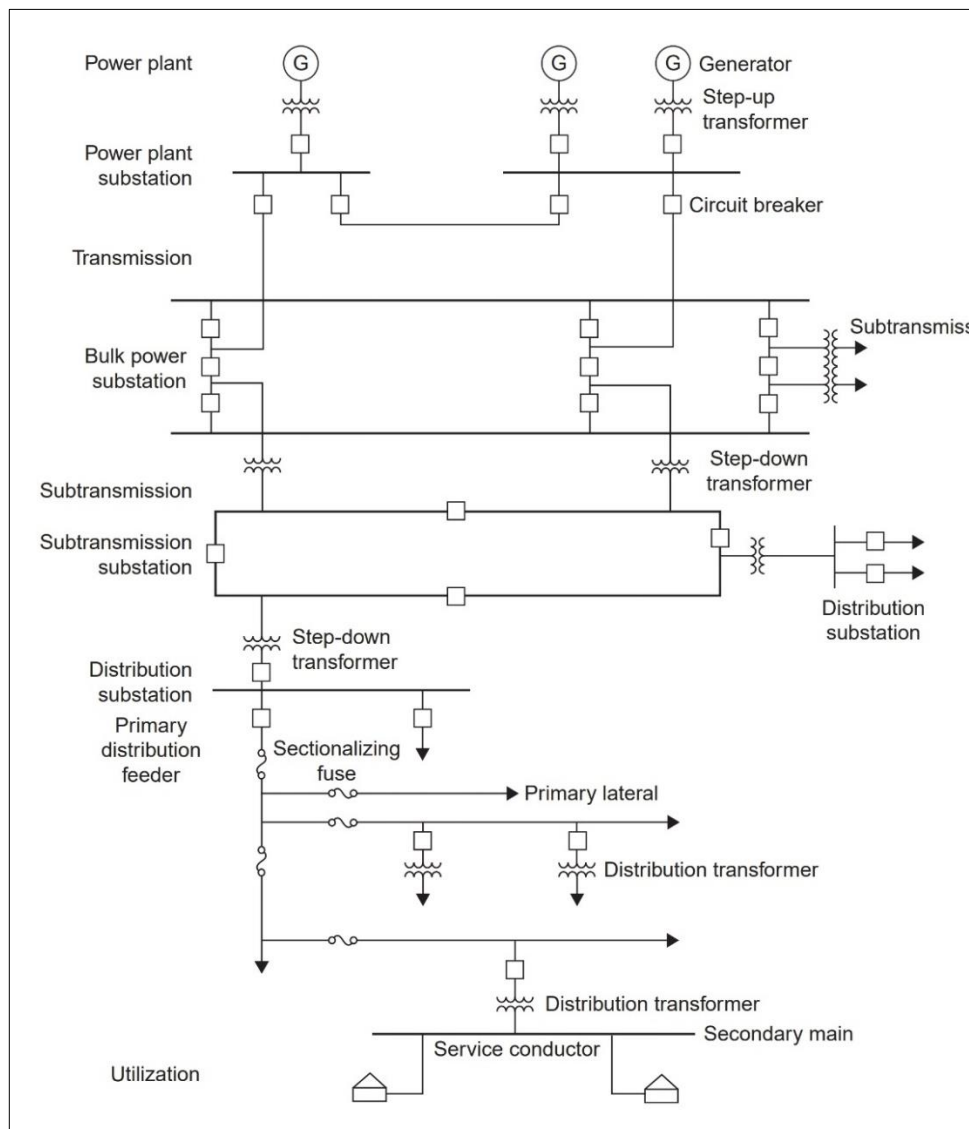 Power plant
G
G
G
Generator
Step-up
transformer
Power plant
substation
Circuit breaker
Transmission
Subtransmiss
Bulk power
substation
Step-down
transformer
Subtransmission
Subtransmission
substation
Distribution
substation
Step-down
transformer
Distribution
substation
Primary
distribution
feeder
Sectionalizing
fuse
Primary lateral
Distribution transformer
Distribution transformer
Secondary main
Service conductor
Utilization